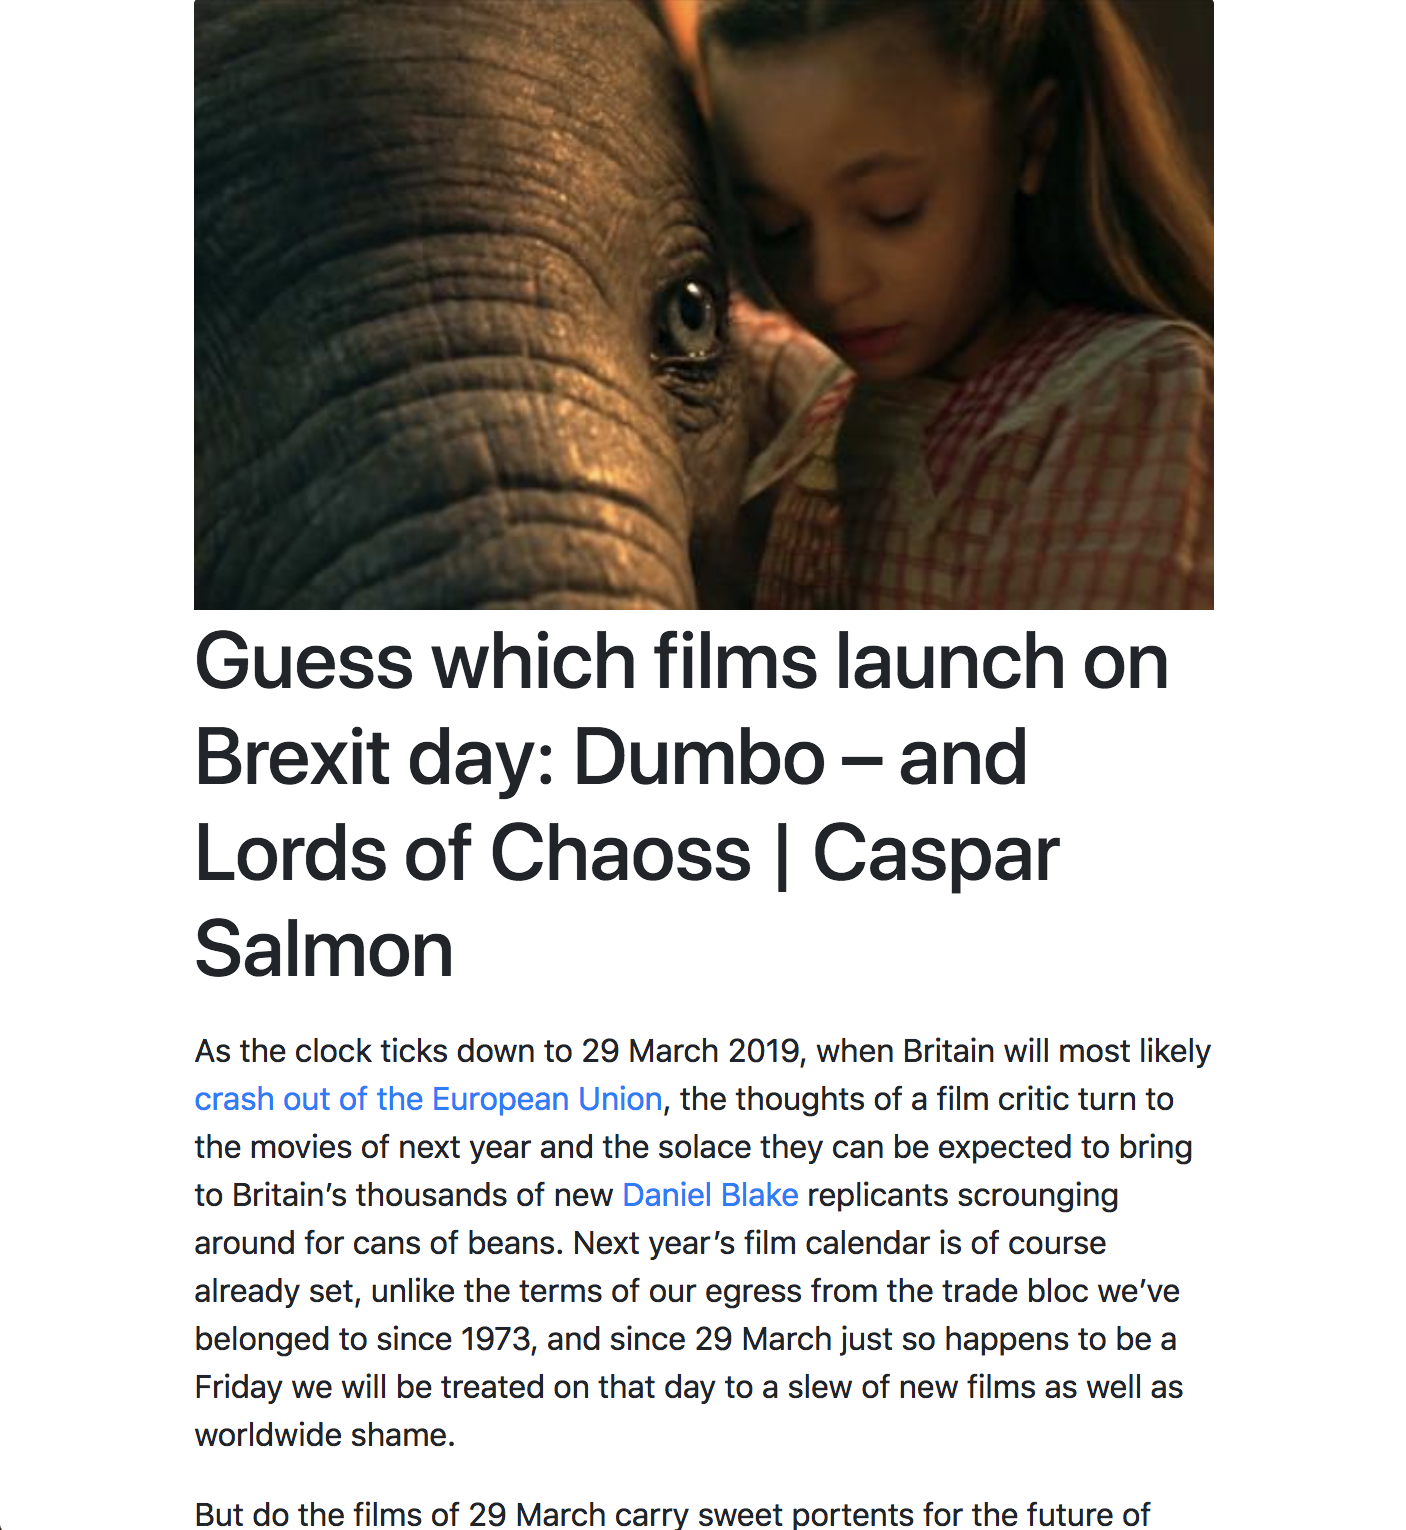 Guess which films launch on
Brexit day: Dumbo – and
Lords of Chaoss | Caspar
Salmon
As the clock ticks down to 29 March 2019, when Britain will most likely
crash out of the European Union, the thoughts of a film critic turn to
the movies of next year and the solace they can be expected to bring
to Britain’s thousands of new Daniel Blake replicants scrounging
around for cans of beans. Next year’s film calendar is of course
already set, unlike the terms of our egress from the trade bloc we’ve
belonged to since 1973, and since 29 March just so happens to be a
Friday we will be treated on that day to a slew of new films as well as
worldwide shame.
But do the films of 29 March carry sweet portents for the future of